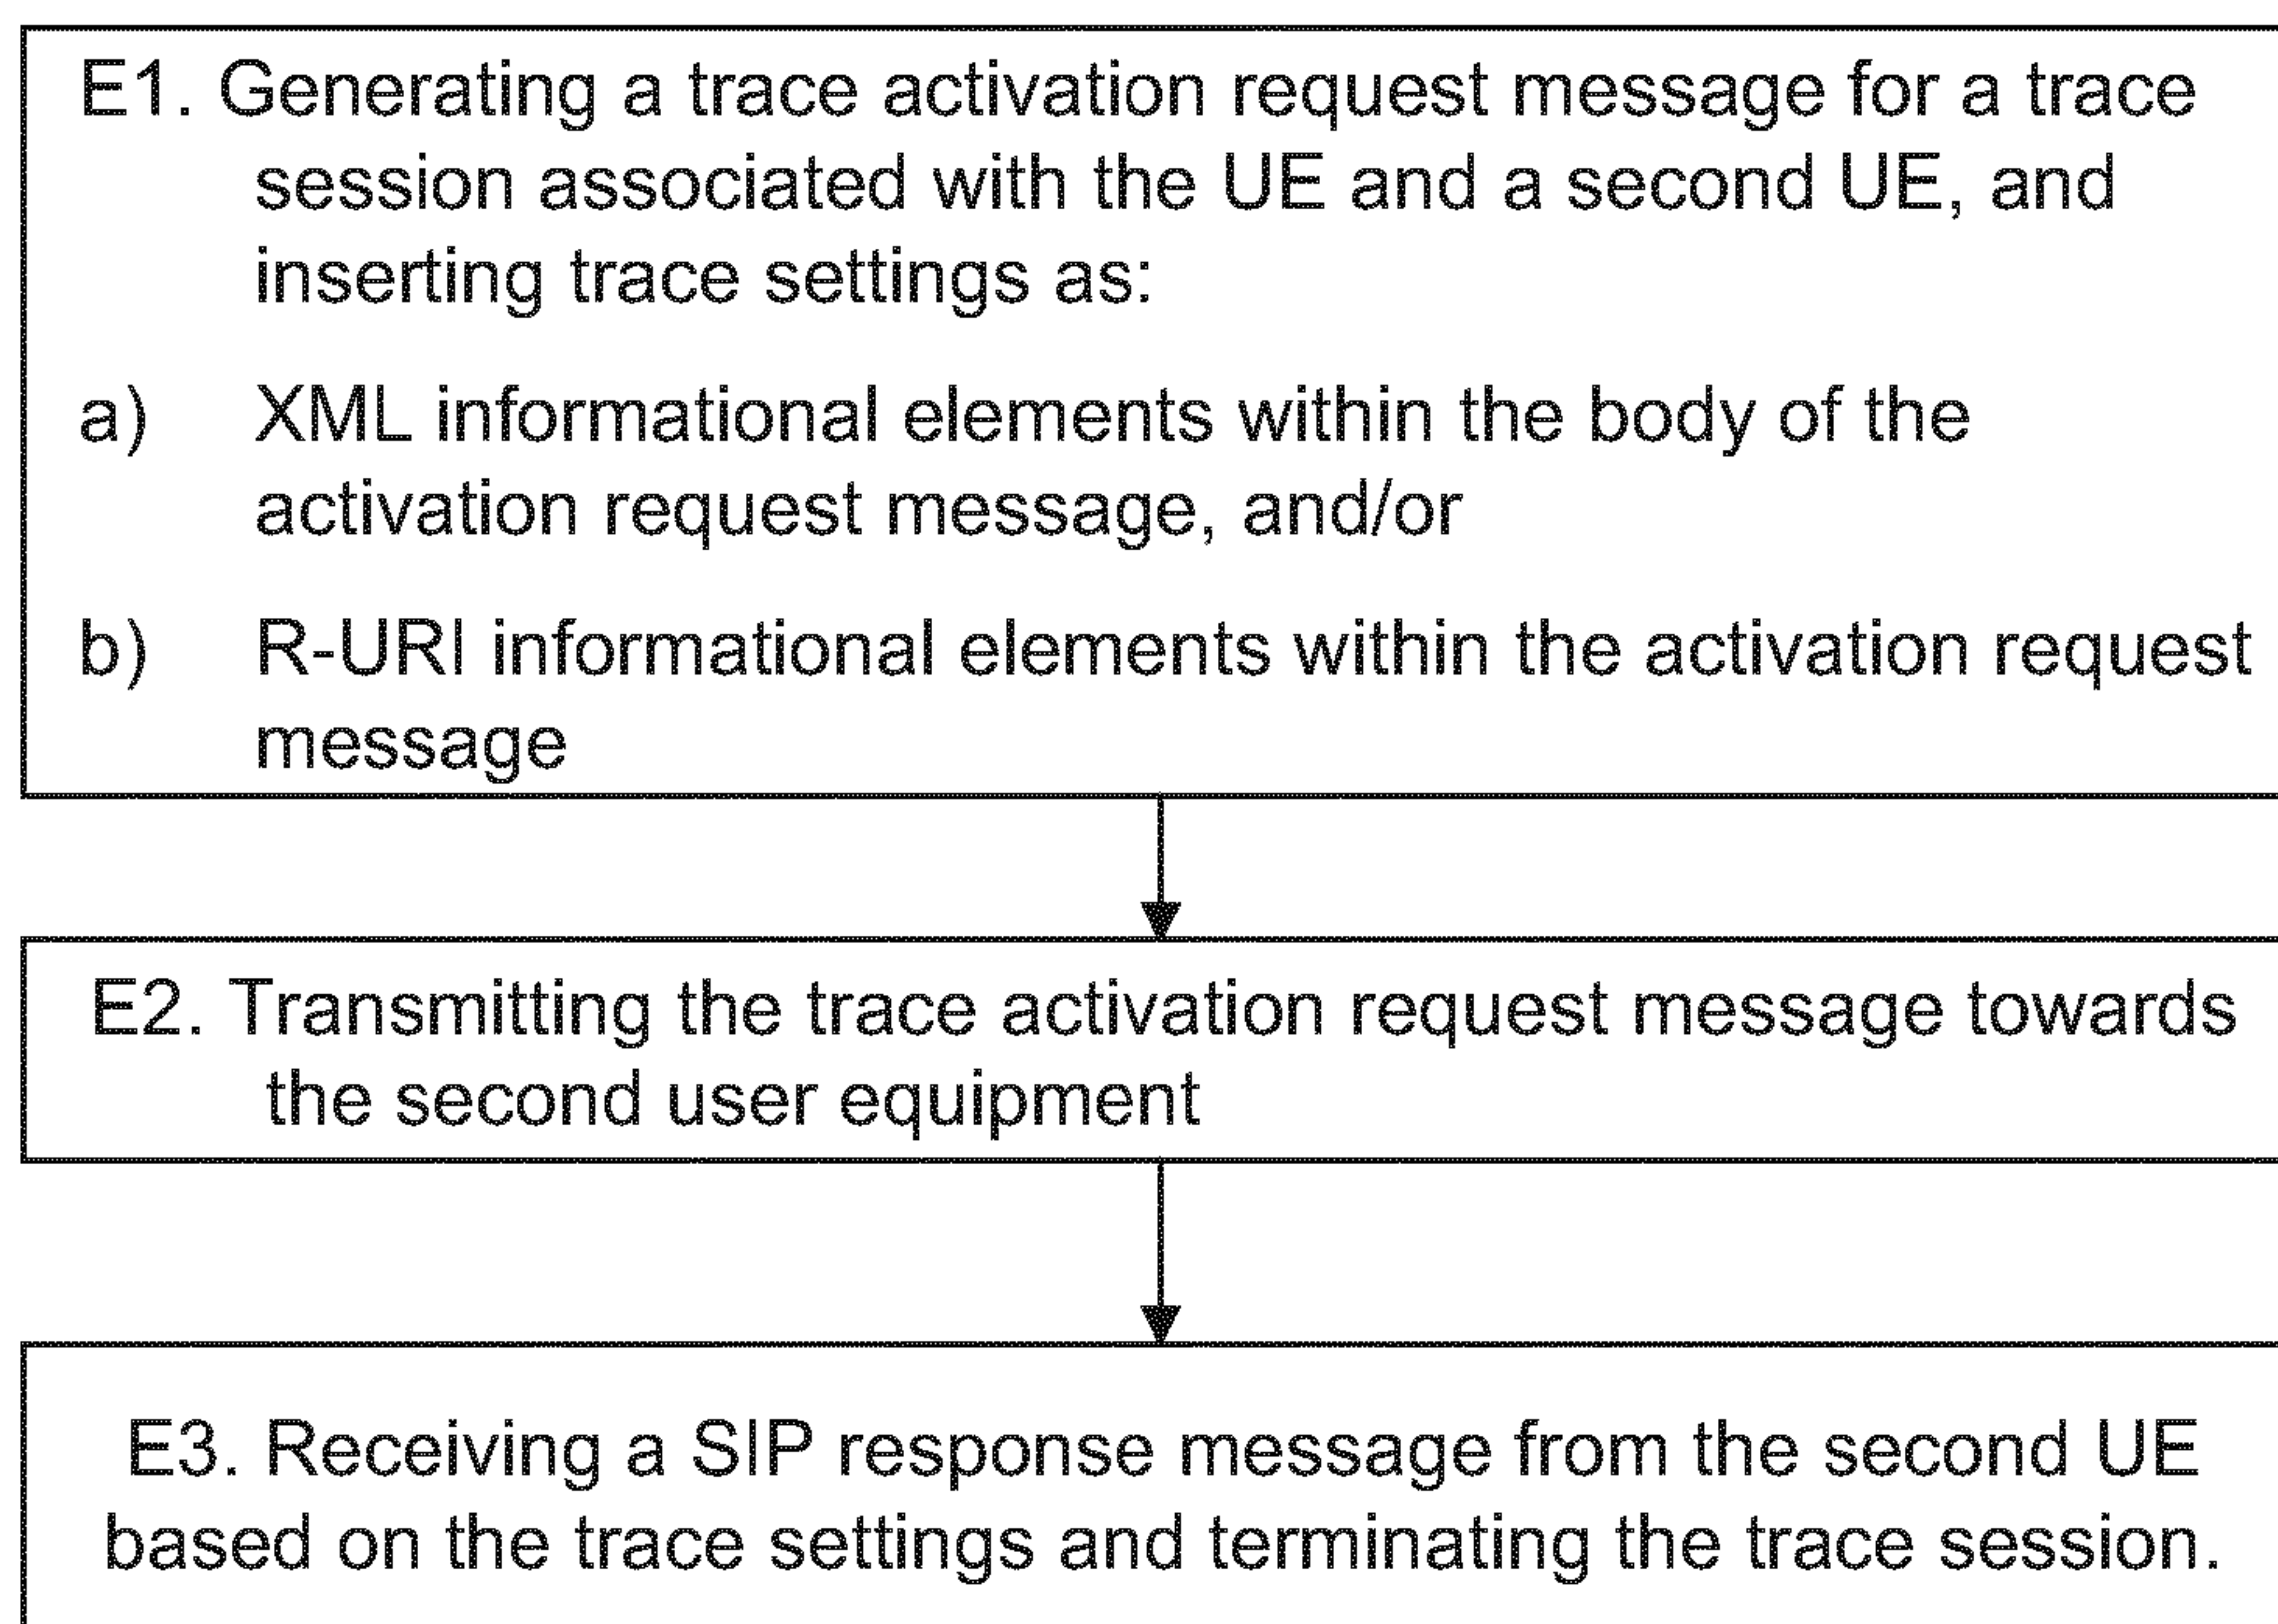 E1. Generating a trace activation request message for a trace
session associated with the UE and a second UE, and
inserting trace settings as:
a) XML informational elements within the body of the
activation request message, and/or
b) R-URI informational elements within the activation request
message
E2. Transmitting the trace activation request message towards
the second user equipment
E3. Receiving a SIP response message from the second UE
based on the trace settings and terminating the trace session.